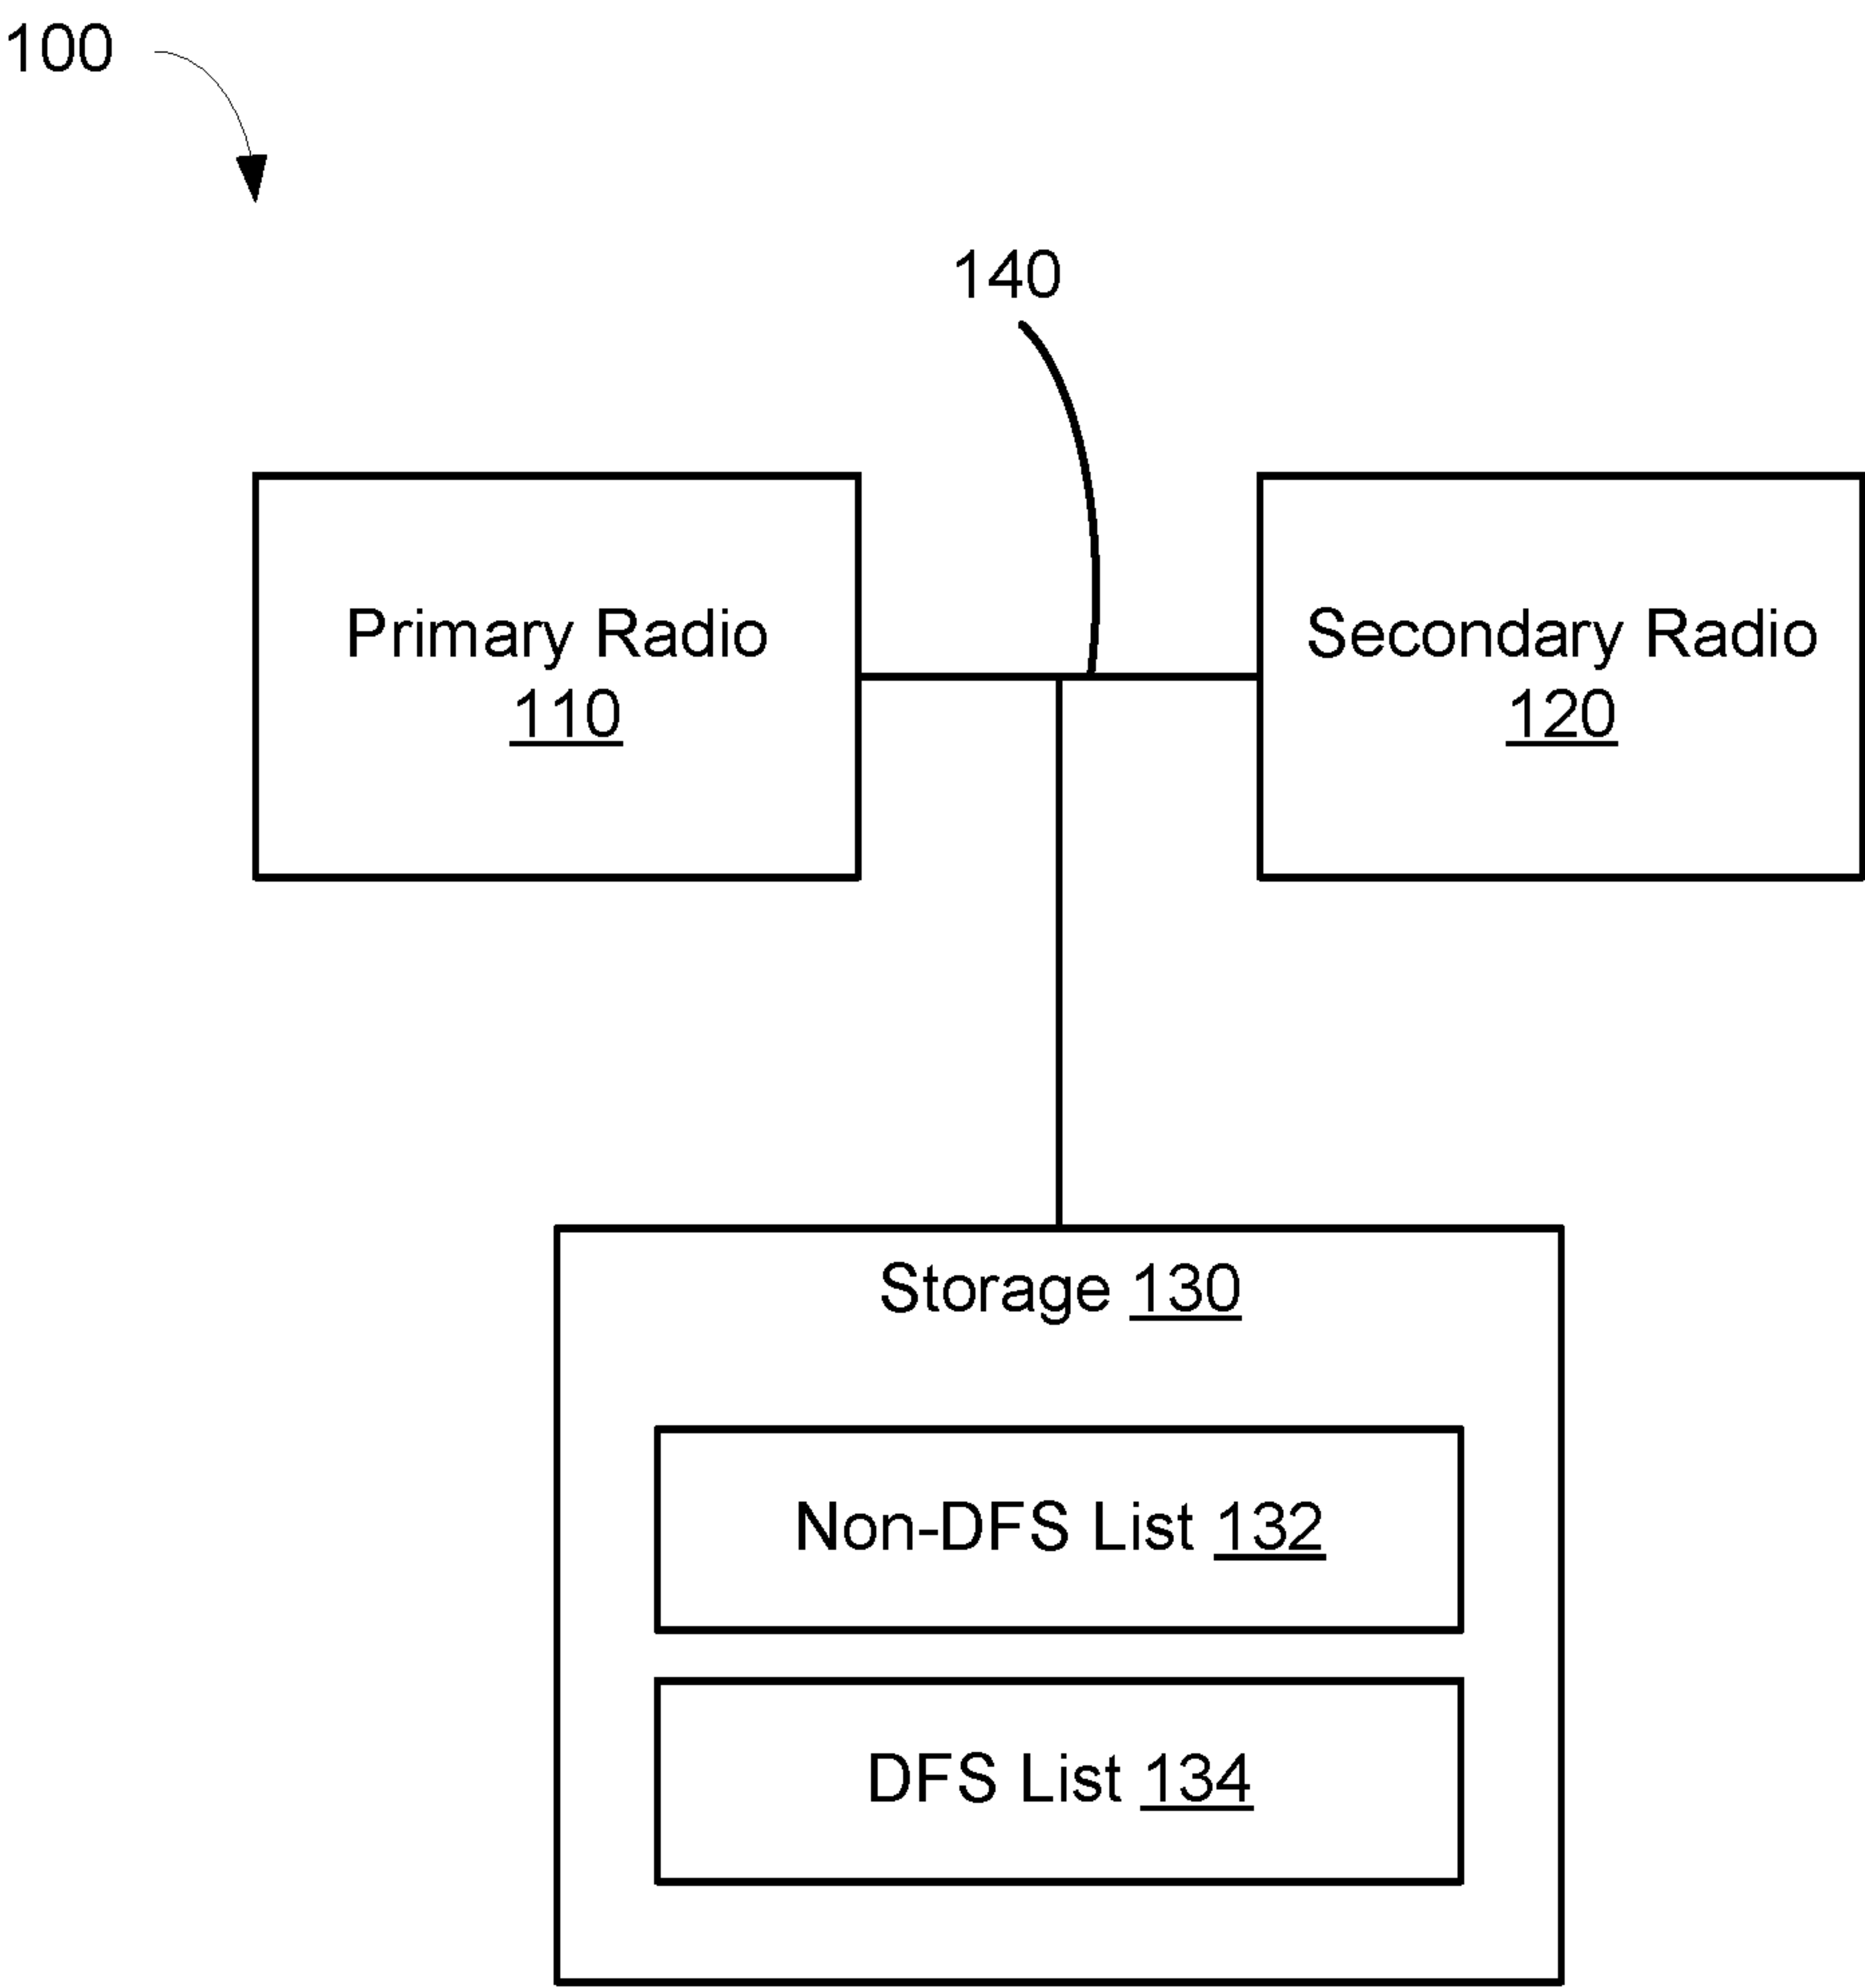 100
140
Primary Radio
110
Secondary Radio
120
Storage 130
Non-DFS List 132
DFS List 134